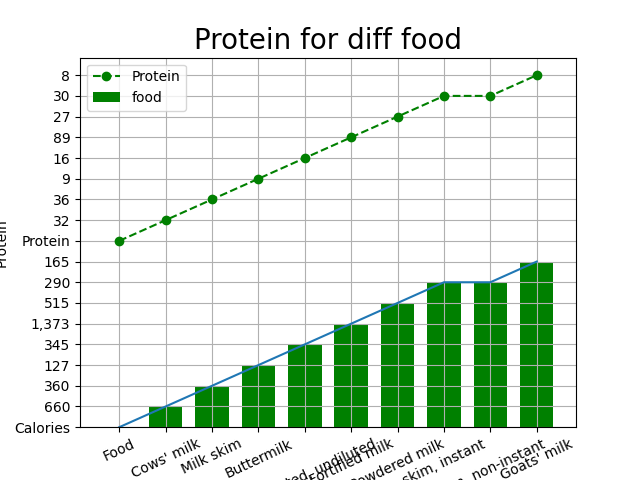 Protein for diff food
Protein
food
8
30
27
89
16
9
36
32
Protein
165
290
515
1,373
345
127
360
660
Calories
Protein
Food
Cows' milk
Milk skim
Buttermilk
undiluted
Fortified milk
Powdered milk
skim, instant
non-instant
Goats' milk